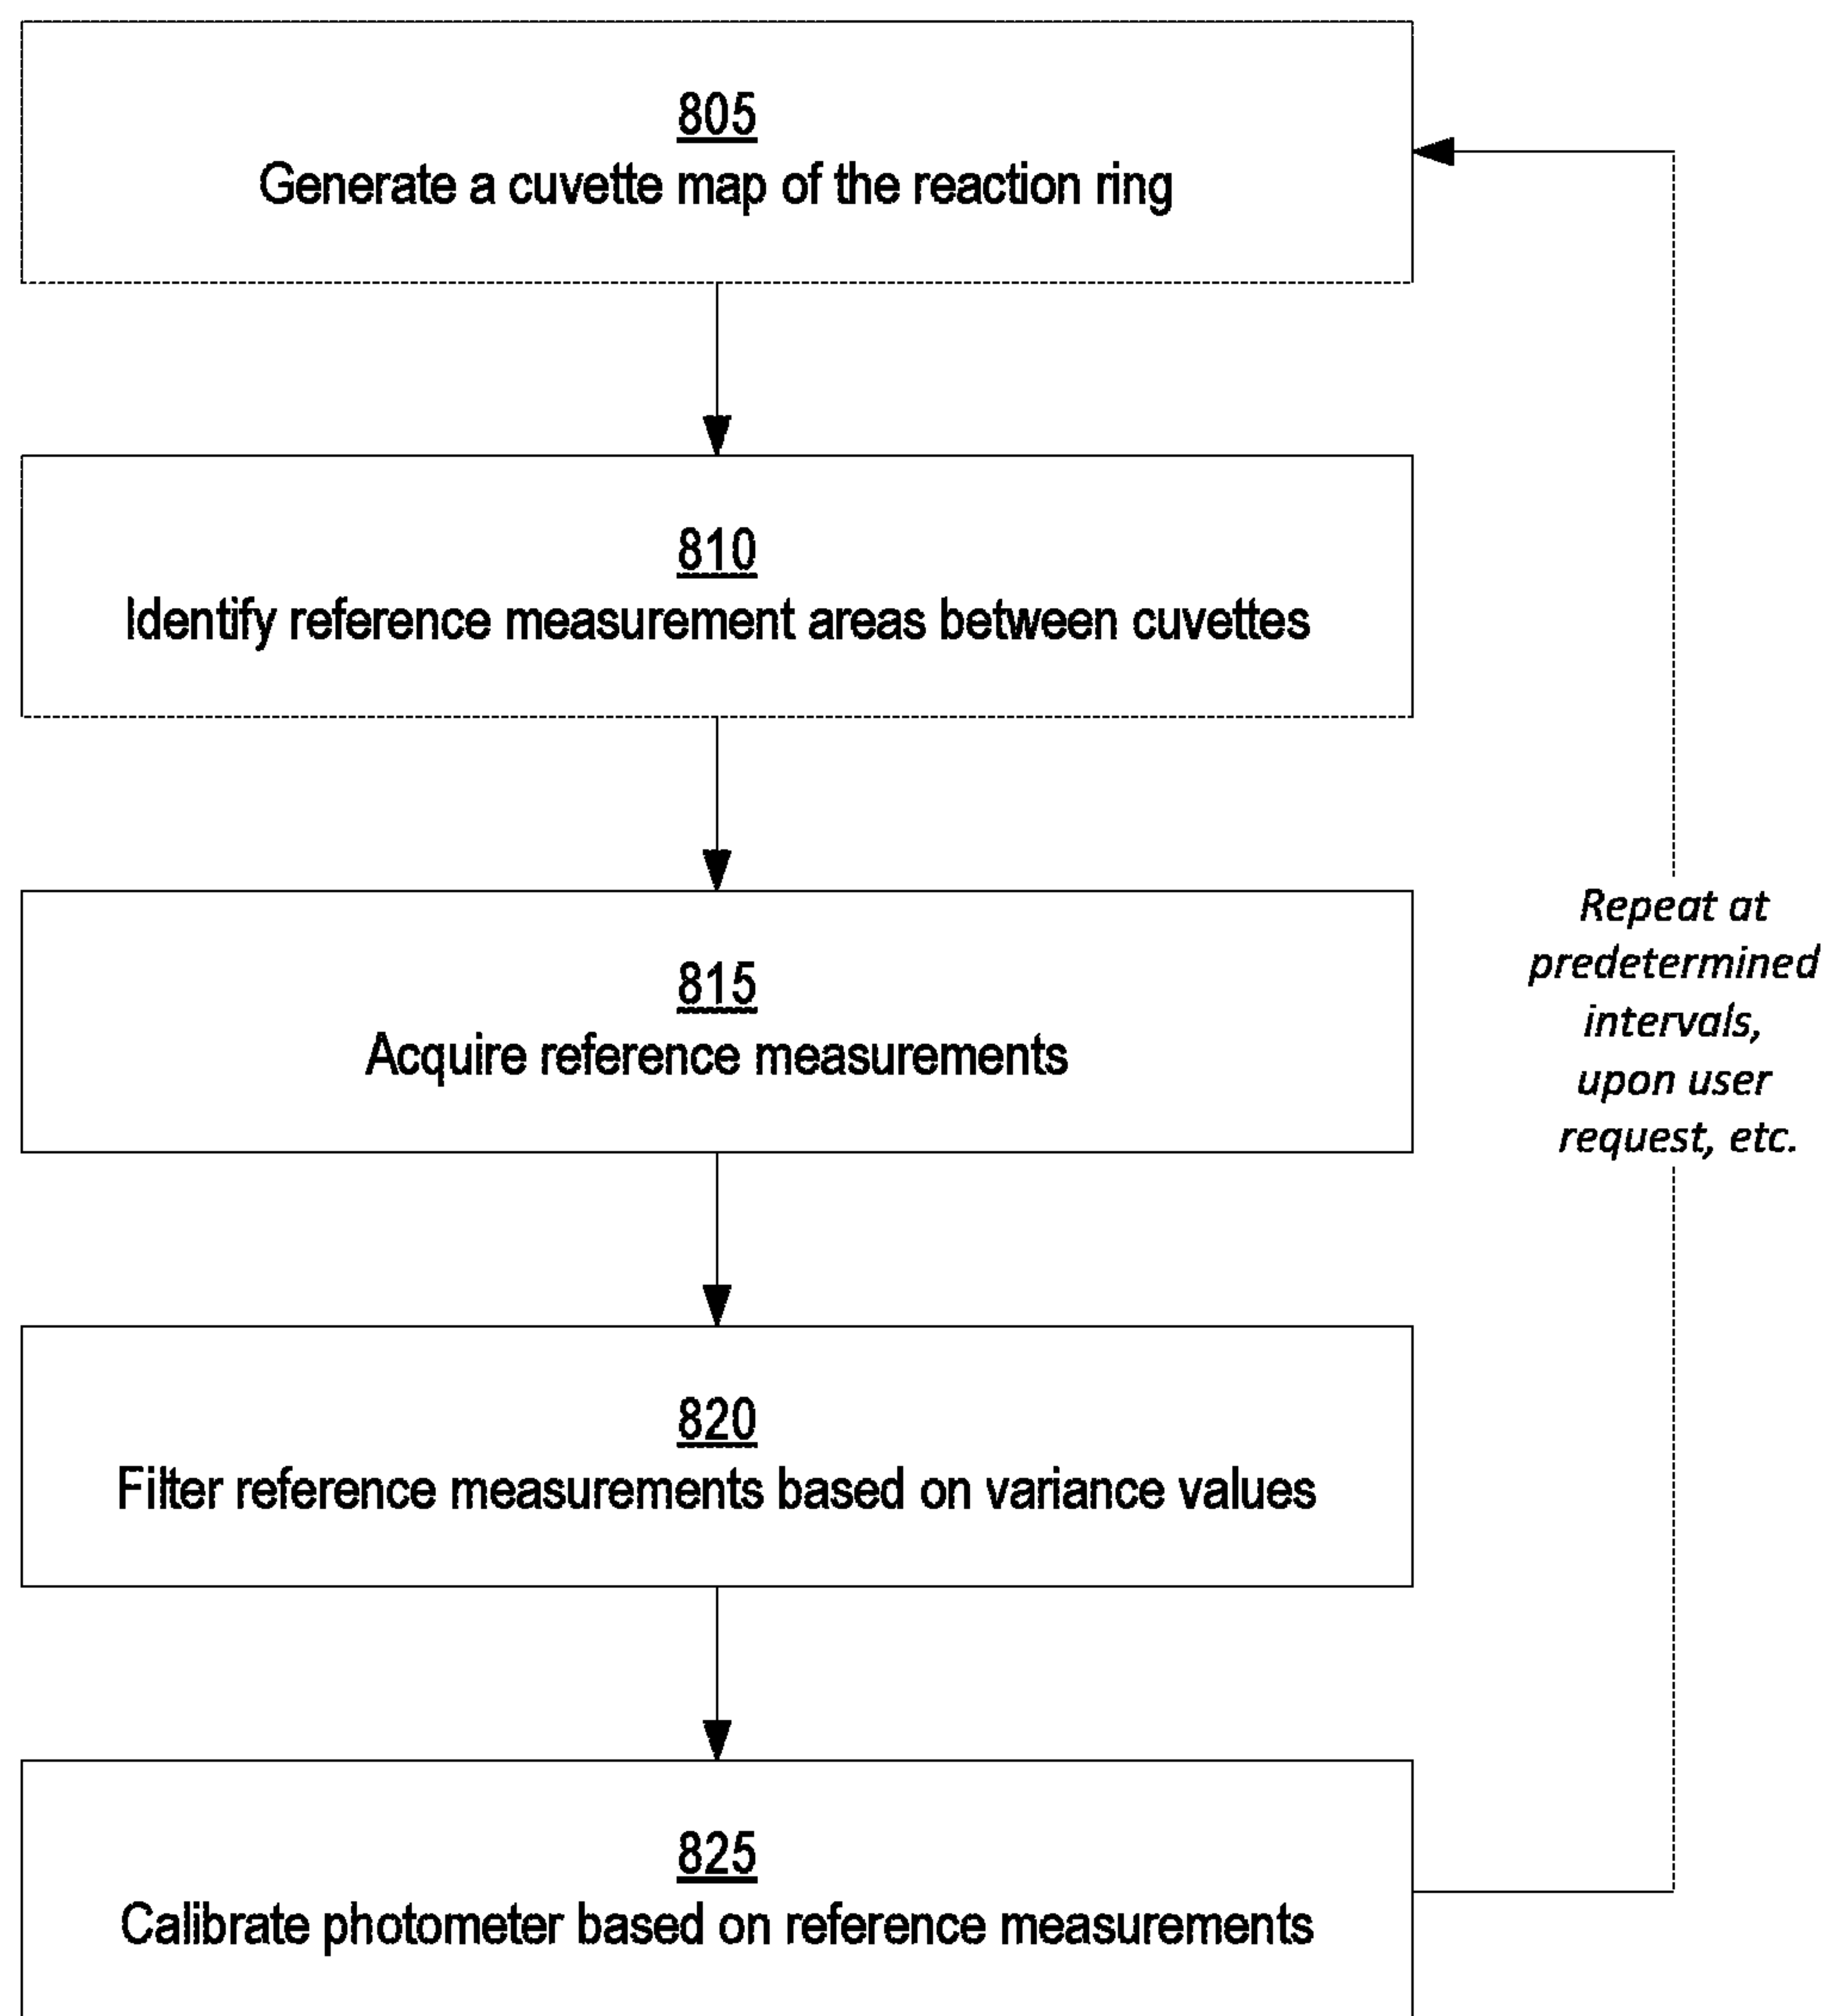 805
Generate a cuvette map of the reaction ring
810
Identify reference measurement areas between cuvettes
815
Acquire reference measurements
Repeat at
predetermined
intervals,
upon user
request, etc.
820
Filter reference measurements based on variance values
825
Calibrate photometer based on reference measurements